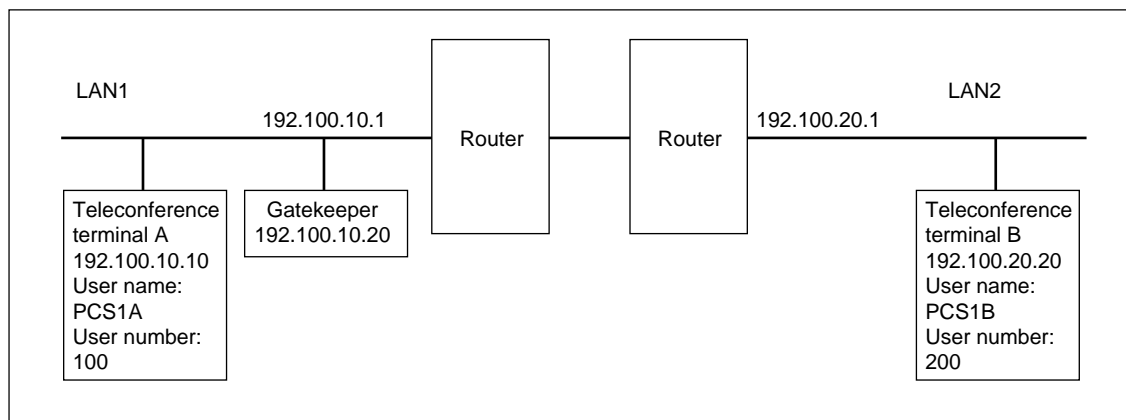 LAN1
LAN2
192.100.10.1
Router
Router
192.100.20.1
Teleconference
terminal A
192.100.10.10
User name:
PCS1A
User number:
100
Gatekeeper
192.100.10.20
Teleconference
terminal B
192.100.20.20
User name:
PCS1B
User number:
200